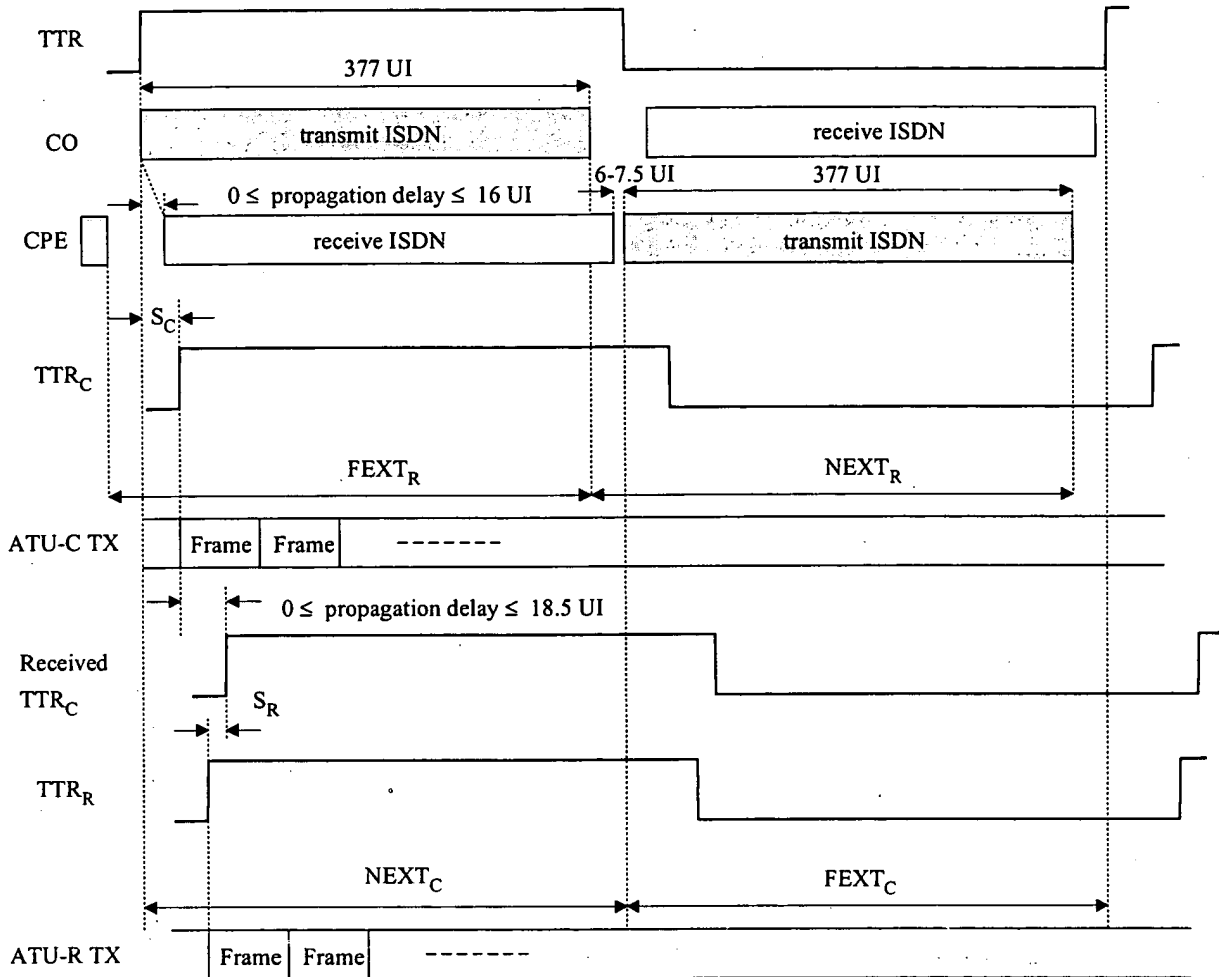 TTR
377 UI
CO
transmit ISDN
receive ISDN
6-7.5 UI
377 UI
0 ≤ propagation delay ≤ 16 UI
CPE
receive ISDN
transmit ISDN
S_C
TTR_C
FEXT_R
NEXT_R
ATU-C TX
Frame
Frame
0 ≤ propagation delay ≤ 18.5 UI
Received
TTR_C
S_R
TTR_R
NEXT_C
FEXT_C
ATU-R TX
Frame
Frame